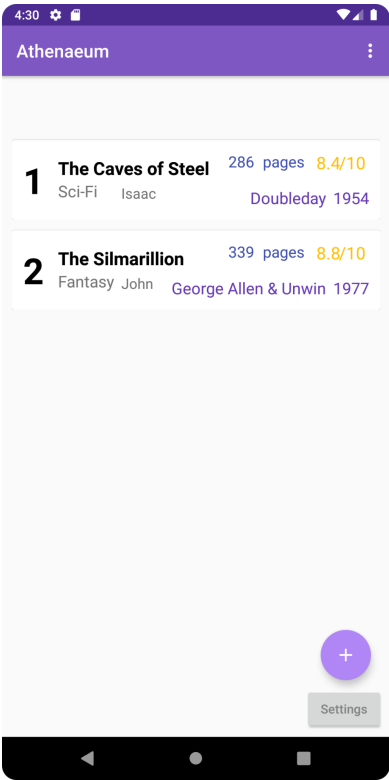 4:30
Athenaeum
1 The Caves of Steel 286 pages 8.4/10
Sci-Fi Isaac Doubleday 1954
2 The Silmarillion 339 pages 8.8/10
Fantasy John George Allen & Unwin 1977
+
Settings